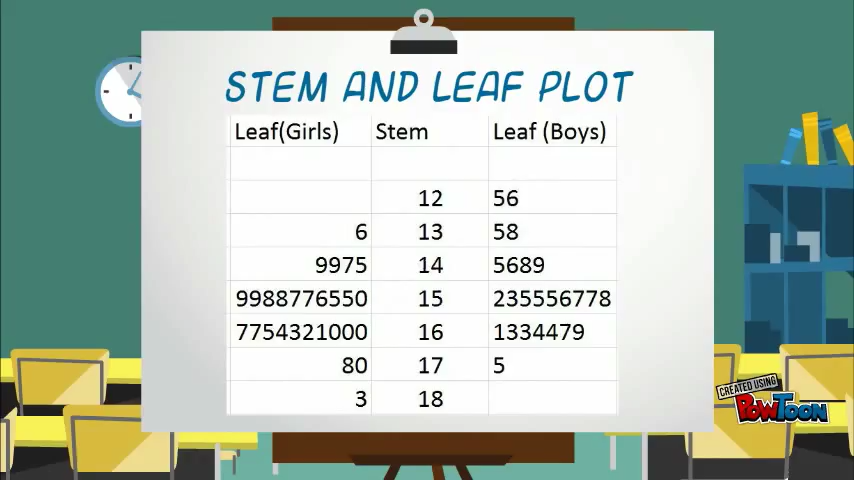 STEM AND LEAF PLOT
Leaf(Girls) Stem Leaf (Boys)
12 56
6 13 58
9975 14 5689
9988776550 15 235556778
7754321000 16 1334479
80 17 5
3 18
CREATED USING
POWTOON